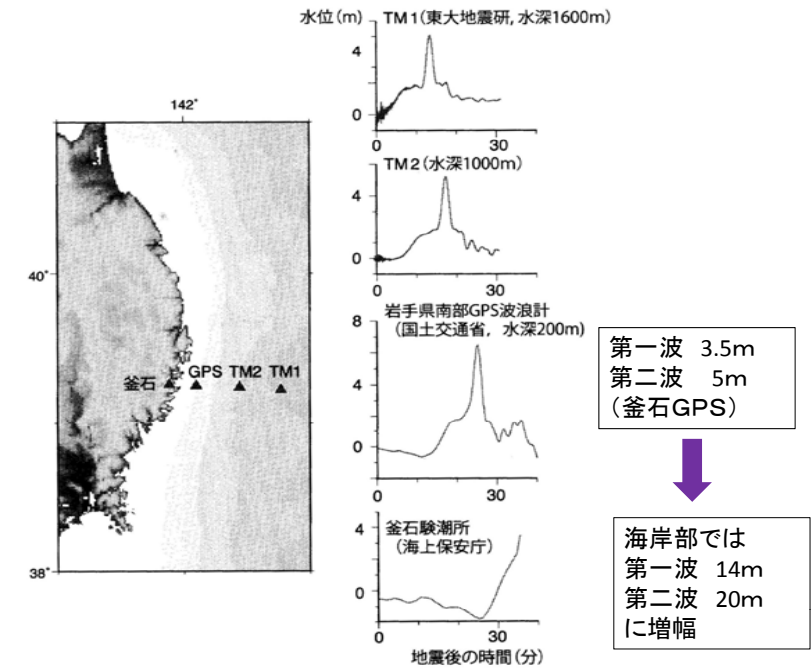 水位(m)
TM1(東大地震研, 水深1600m)
4
0
0
30
TM2(水深1000m)
4
0
0
30
岩手県南部GPS波浪計
(国土交通省, 水深200m)
8
4
0
0
30
釜石験潮所
(海上保安庁)
4
0
0
30
地震後の時間(分)
142°
40°
38°
釜石
GPS
TM2
TM1
第一波 3.5m
第二波 5m
(釜石GPS)
海岸部では
第一波 14m
第二波 20m
に増幅